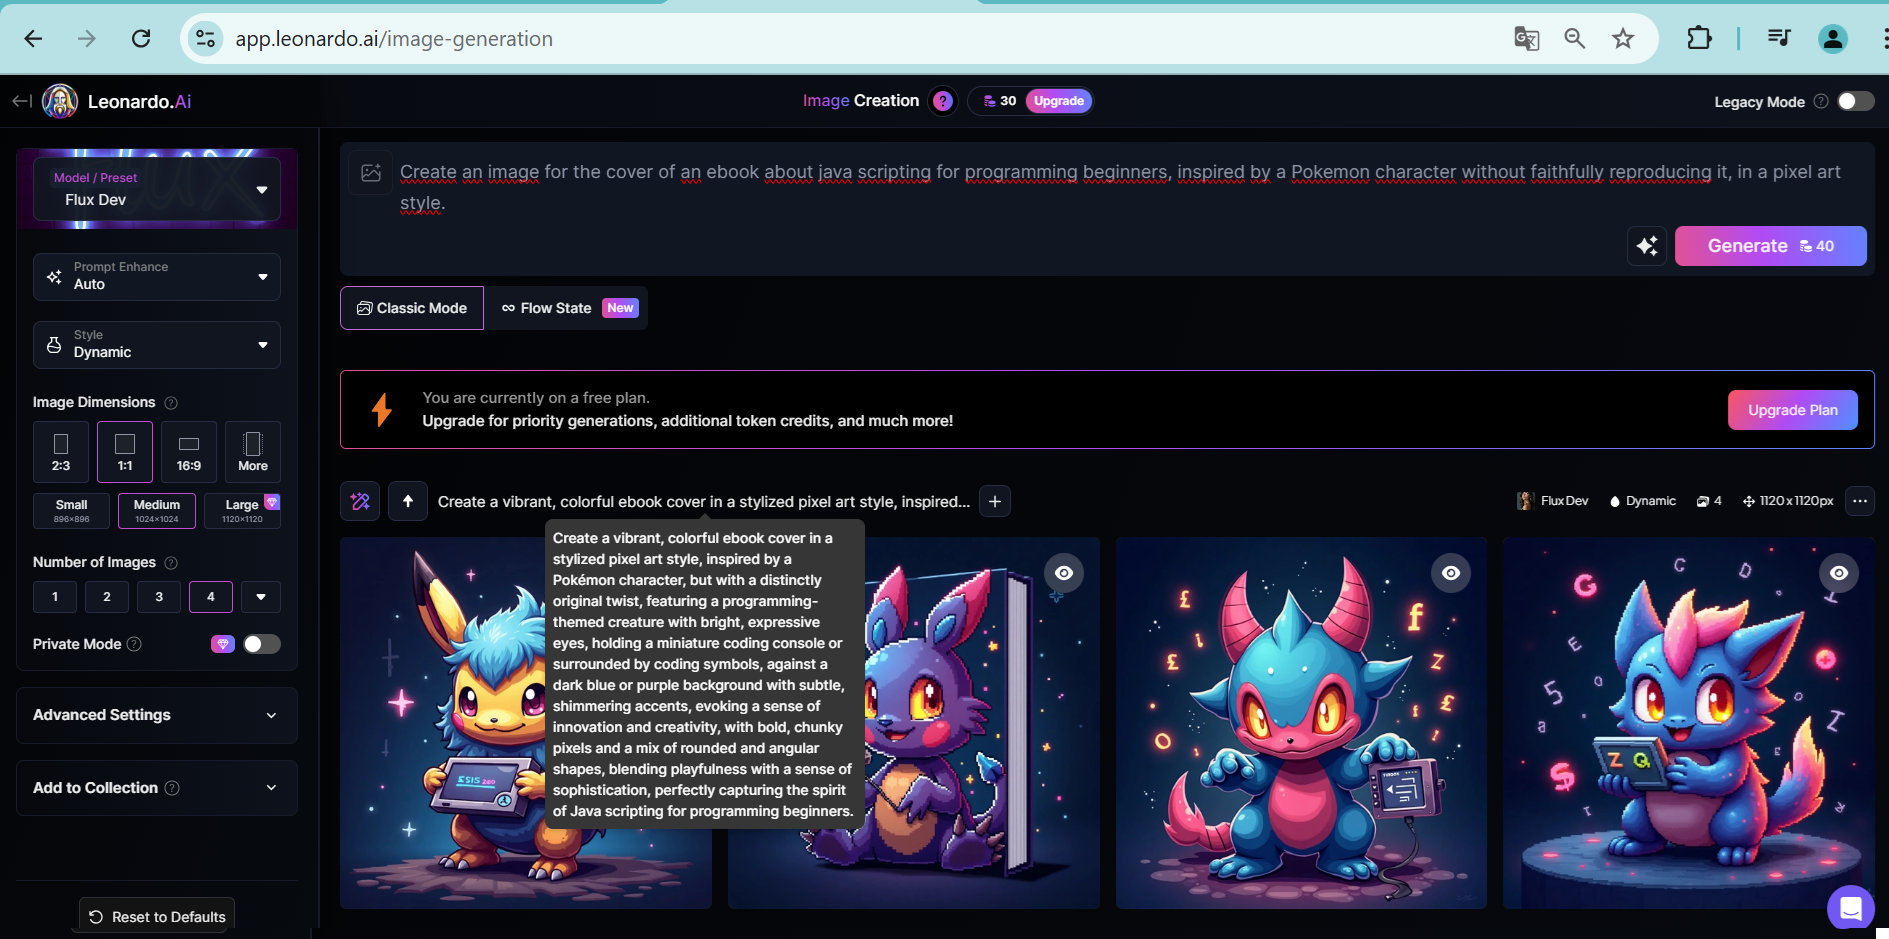 app.leonardo.ai/image-generation
Leonardo.Ai
Image Creation
?
30
Upgrade
Legacy Mode
Model / Preset
Flux Dev
Prompt Enhance
Auto
Style
Dynamic
Image Dimensions
2:3
1:1
16:9
More
Small
896×896
Medium
1024×1024
Large
1120×1120
Number of Images
1
2
3
4
Private Mode
Advanced Settings
Add to Collection
Reset to Defaults
Create an image for the cover of an ebook about java scripting for programming beginners, inspired by a Pokemon character without faithfully reproducing it, in a pixel art
style.
Generate 40
Classic Mode
Flow State New
You are currently on a free plan.
Upgrade for priority generations, additional token credits, and much more!
Upgrade Plan
Create a vibrant, colorful ebook cover in a stylized pixel art style, inspired...
Flux Dev
Dynamic
4
1120 x 1120px
Create a vibrant, colorful ebook cover in a
stylized pixel art style, inspired by a
Pokémon character, but with a distinctly
original twist, featuring a programming-
themed creature with bright, expressive
eyes, holding a miniature coding console or
surrounded by coding symbols, against a
dark blue or purple background with subtle,
shimmering accents, evoking a sense of
innovation and creativity, with bold, chunky
pixels and a mix of rounded and angular
shapes, blending playfulness with a sense of
sophistication, perfectly capturing the spirit
of Java scripting for programming beginners.
£
f
Z
£
£
G
C
D
E
5
a
I
$
Z Q